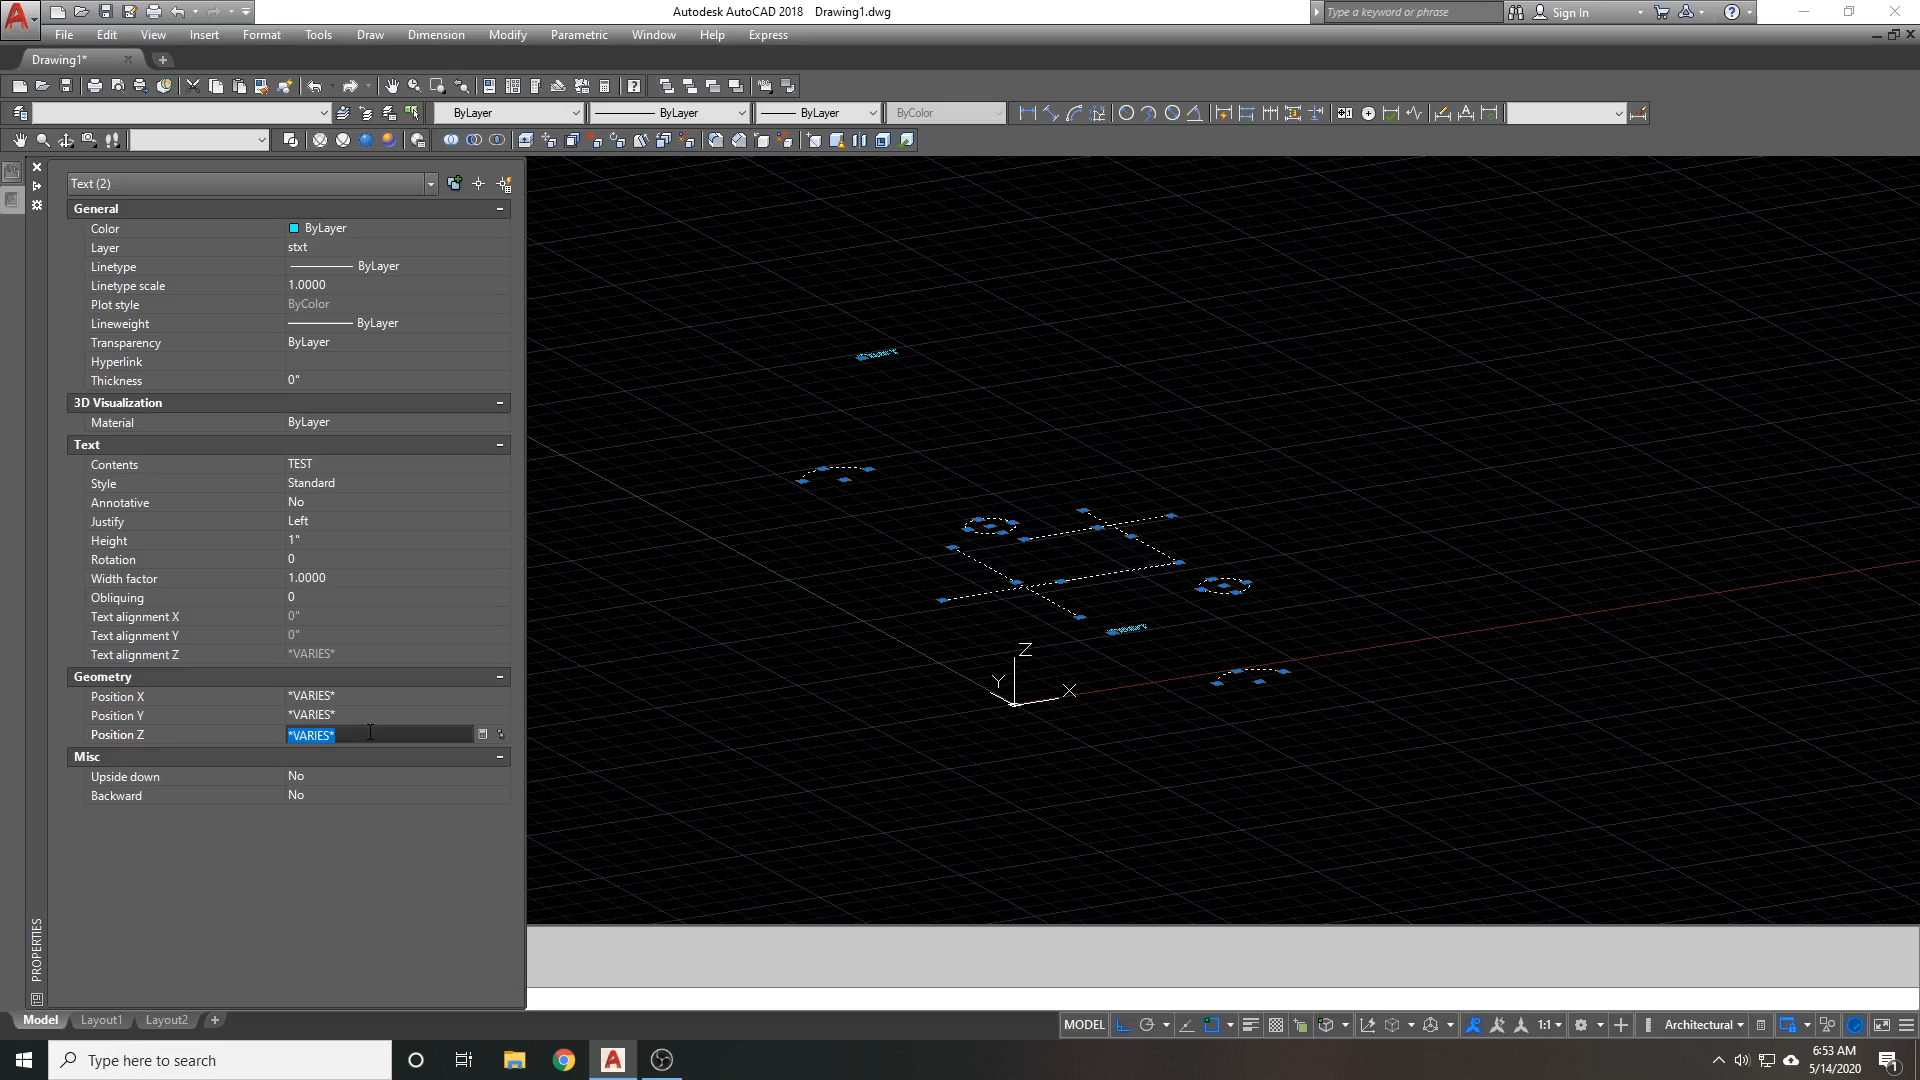 Autodesk AutoCAD 2018   Drawing1.dwg
Type a keyword or phrase
Sign In
File Edit View Insert Format Tools Draw Dimension Modify Parametric Window Help Express
Drawing1*
ByLayer
ByLayer
ByLayer
ByColor
Text (2)
General
Color ByLayer
Layer stxt
Linetype ByLayer
Linetype scale 1.0000
Plot style ByColor
Lineweight ByLayer
Transparency ByLayer
Hyperlink
Thickness 0"
3D Visualization
Material ByLayer
Text
Contents TEST
Style Standard
Annotative No
Justify Left
Height 1"
Rotation 0
Width factor 1.0000
Obliquing 0
Text alignment X 0"
Text alignment Y 0"
Text alignment Z *VARIES*
Geometry
Position X *VARIES*
Position Y *VARIES*
Position Z *VARIES*
Misc
Upside down No
Backward No
PROPERTIES
Z
Y
X
Model Layout1 Layout2
MODEL
1:1
Architectural
Type here to search
6:53 AM
5/14/2020
1